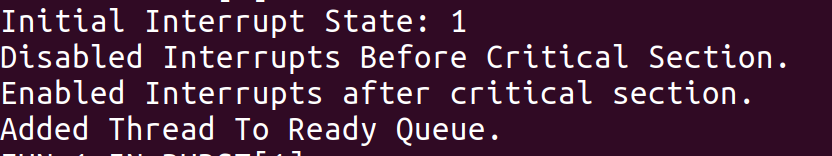 Initial Interrupt State: 1
Disabled Interrupts Before Critical Section.
Enabled Interrupts after critical section.
Added Thread To Ready Queue.